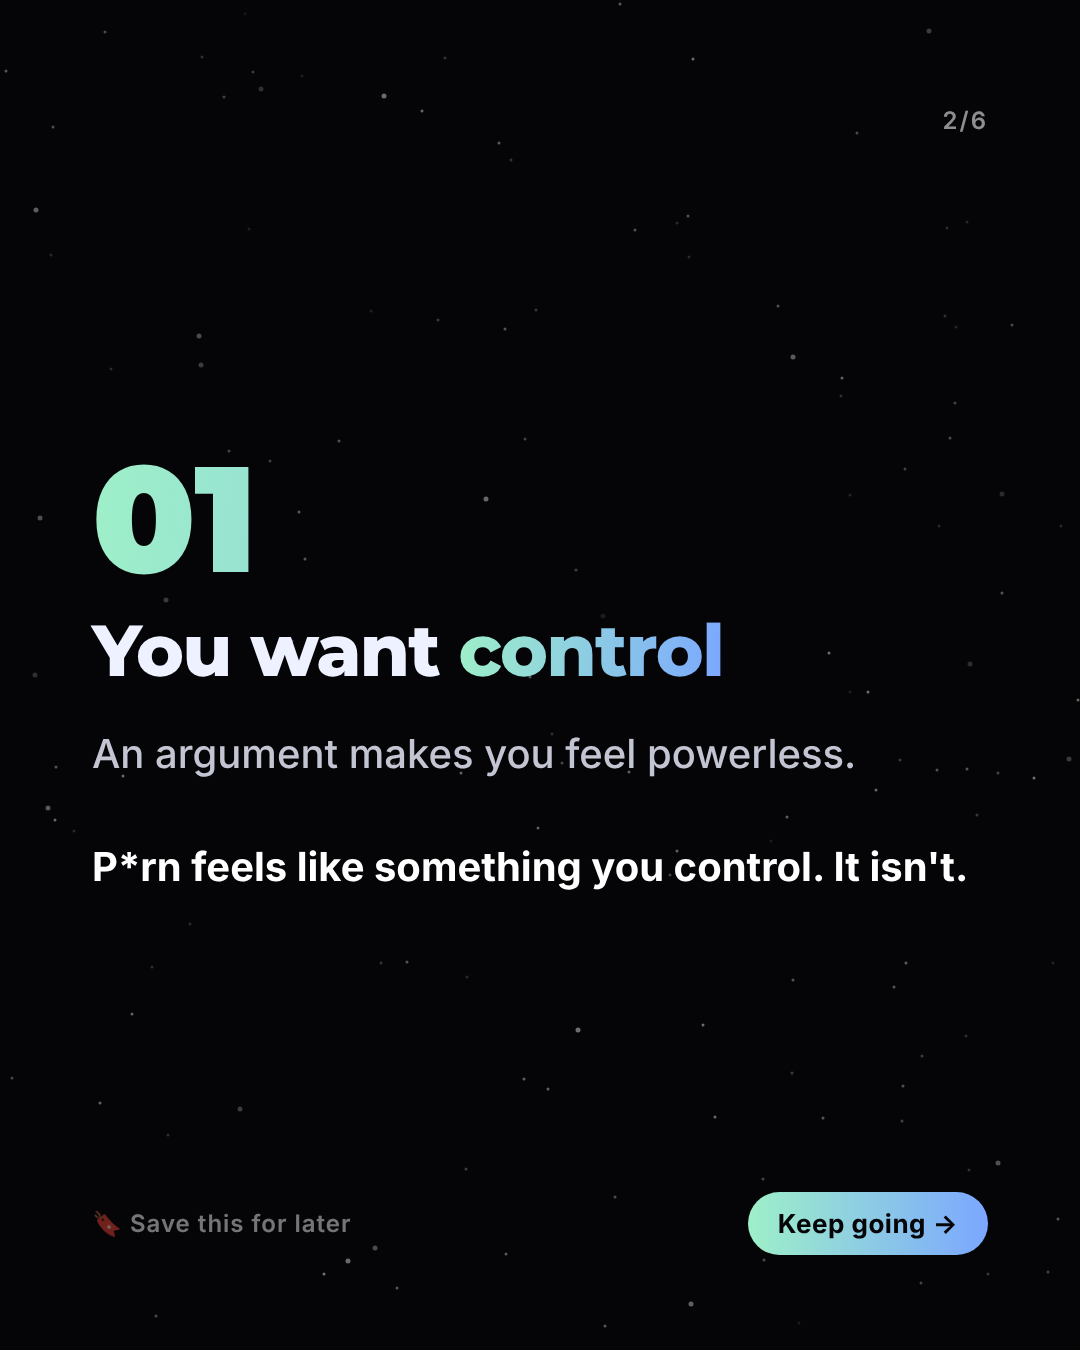 2/6
01
You want control
An argument makes you feel powerless.
P*rn feels like something you control. It isn't.
🔖 Save this for later
Keep going →